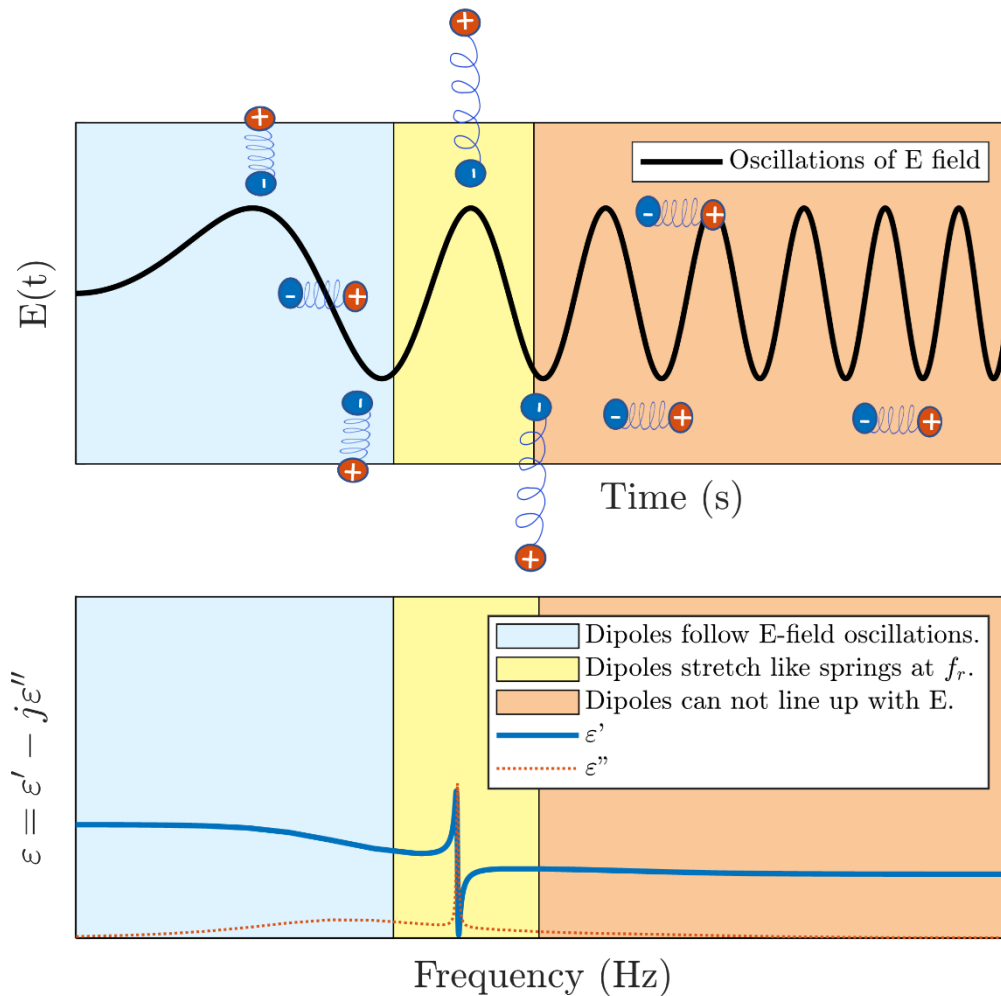 +
+
-
-
Oscillations of E field
-
+
-
+
E(t)
-
-
-
+
-
+
+
Time (s)
+
Dipoles follow E-field oscillations.
Dipoles stretch like springs at f_r.
Dipoles can not line up with E.
ε'
ε''
ε = ε′ − jε″
Frequency (Hz)